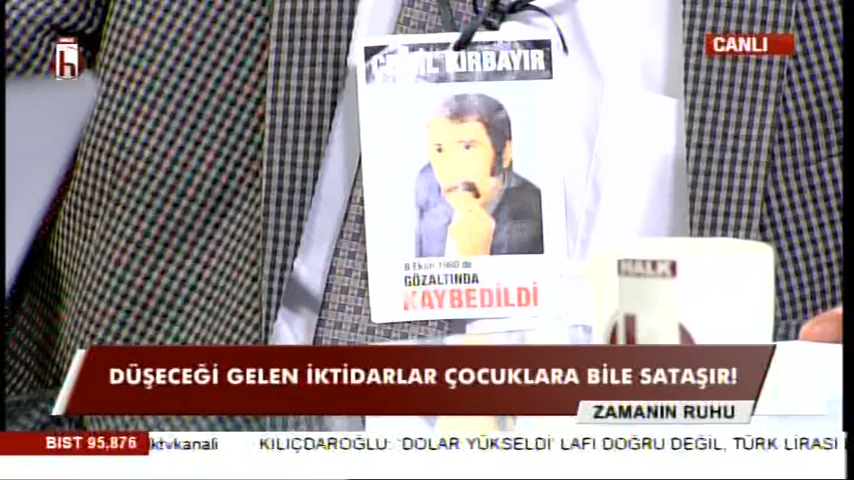 h
CANLI
CEMİL KIRBAYIR
8 Ekim 1980'de
GÖZALTINDA
KAYBEDİLDİ
HALK
DÜŞECEĞİ GELEN İKTİDARLAR ÇOCUKLARA BİLE SATAŞIR!
ZAMANIN RUHU
BIST 95,876 ktvkanali KILIÇDAROĞLU: 'DOLAR YÜKSELDİ' LAFI DOĞRU DEĞİL, TÜRK LİRASI